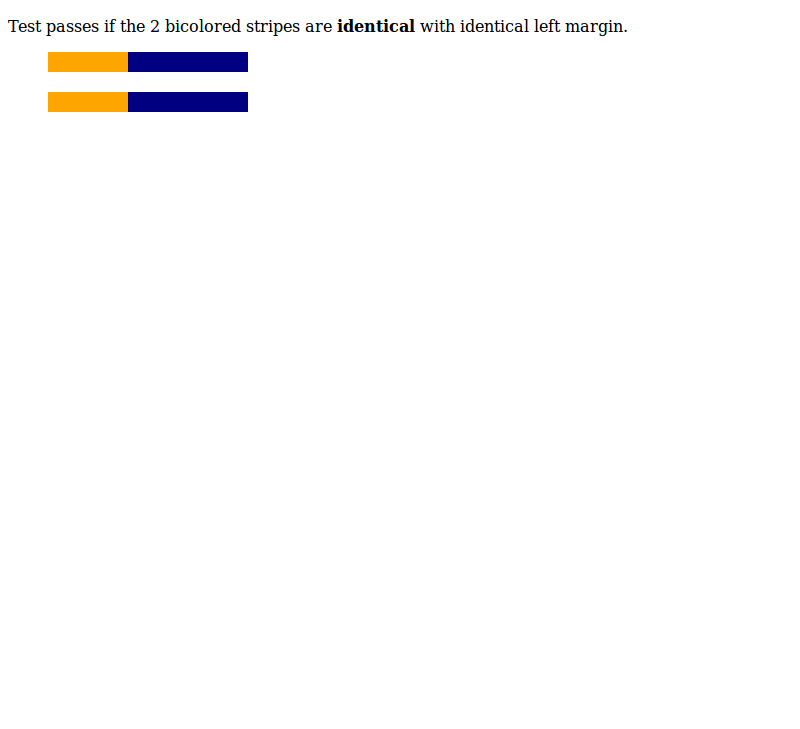 Test passes if the 2 bicolored stripes are identical with identical left margin.